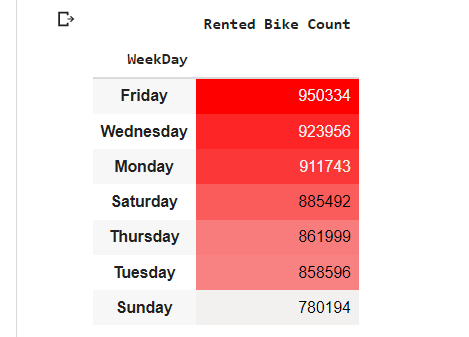 Rented Bike Count
WeekDay
Friday 950334
Wednesday 923956
Monday 911743
Saturday 885492
Thursday 861999
Tuesday 858596
Sunday 780194